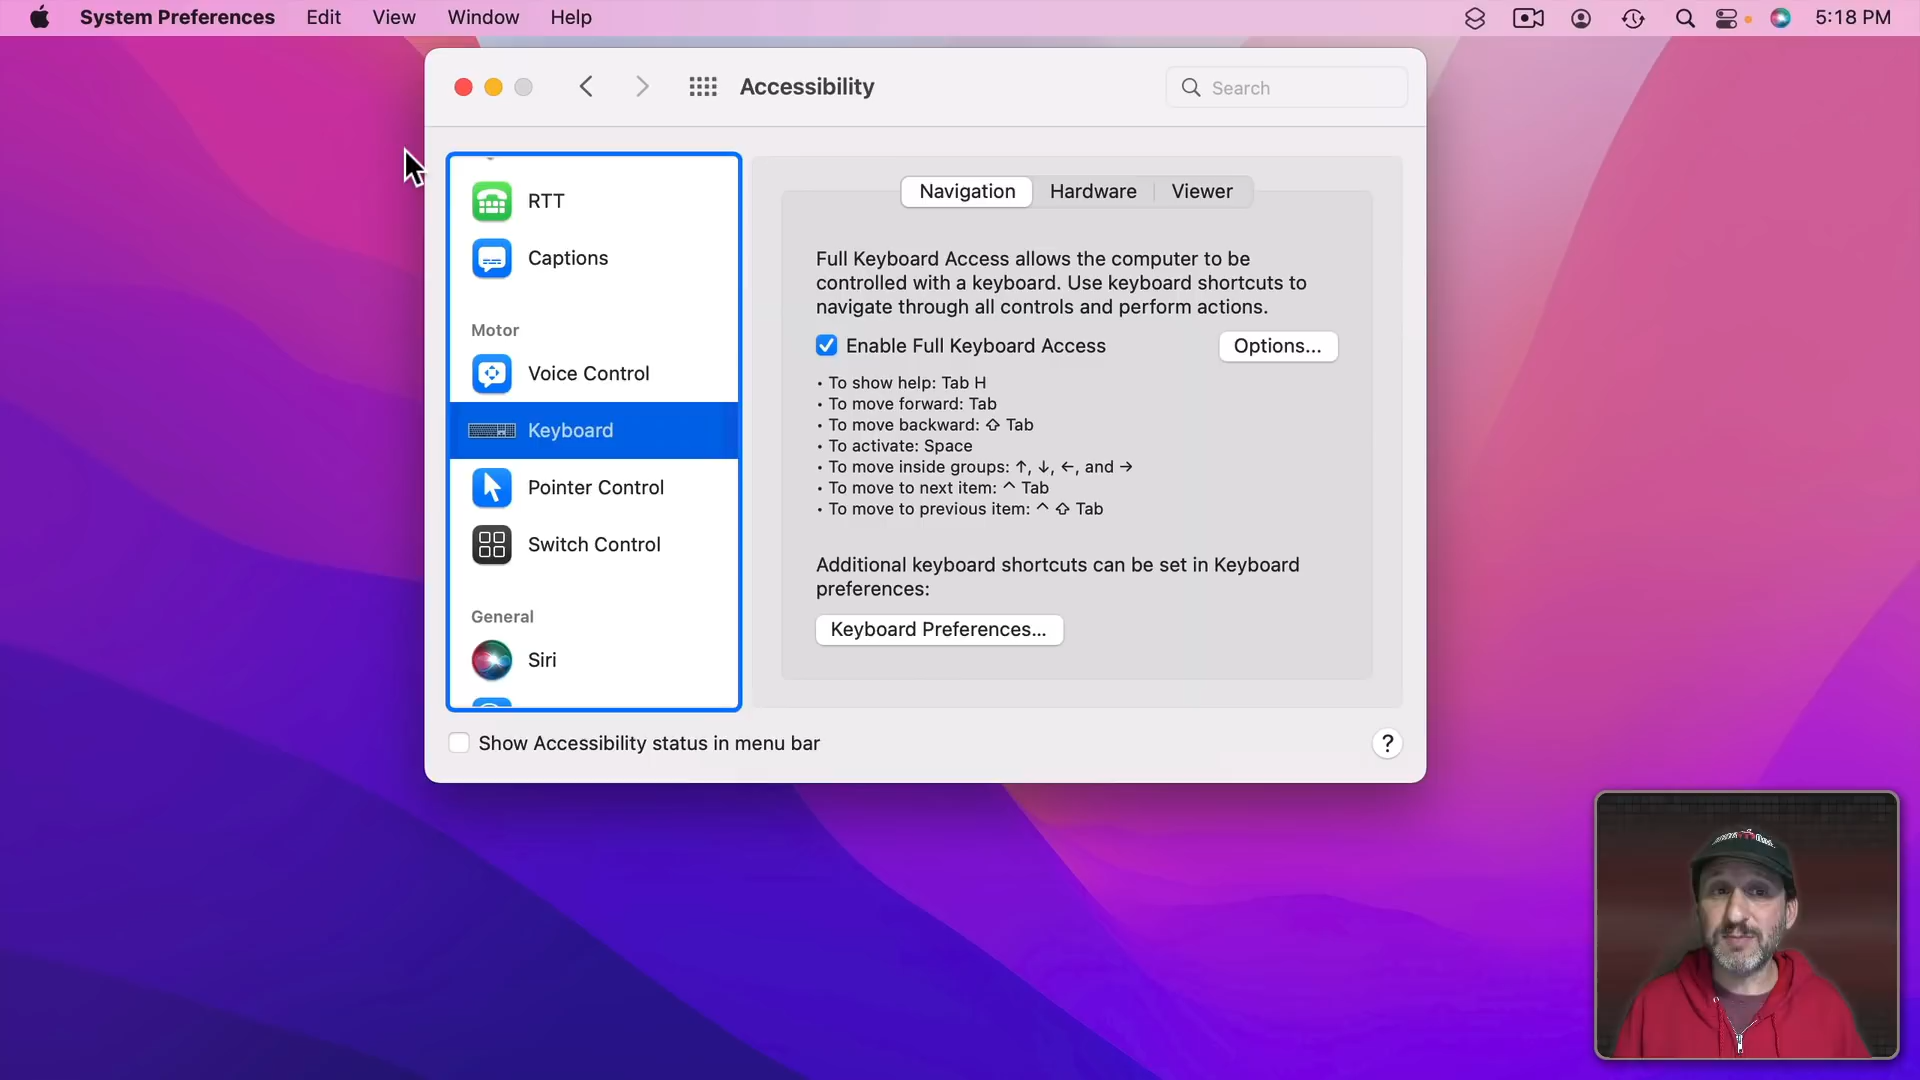 System Preferences Edit View Window Help 5:18 PM
Accessibility
Search
RTT
Captions
Motor
Voice Control
Keyboard
Pointer Control
Switch Control
General
Siri
Navigation Hardware Viewer
Full Keyboard Access allows the computer to be
controlled with a keyboard. Use keyboard shortcuts to
navigate through all controls and perform actions.
Enable Full Keyboard Access
Options...
• To show help: Tab H
• To move forward: Tab
• To move backward: ⇧ Tab
• To activate: Space
• To move inside groups: ↑, ↓, ←, and →
• To move to next item: ^ Tab
• To move to previous item: ^ ⇧ Tab
Additional keyboard shortcuts can be set in Keyboard
preferences:
Keyboard Preferences...
Show Accessibility status in menu bar
?